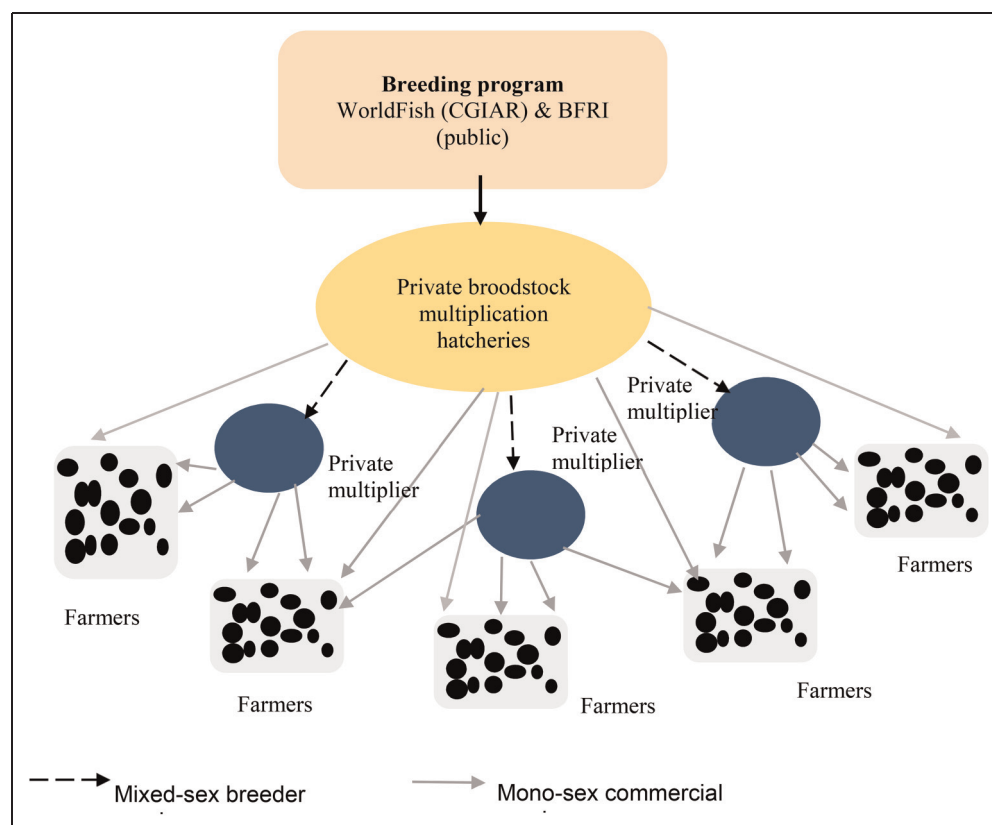 Breeding program
WorldFish (CGIAR) & BFRI
(public)
Private broodstock
multiplication
hatcheries
Private
multiplier
Private
multiplier
Private
multiplier
Farmers
Farmers
Farmers
Farmers
Farmers
Mixed-sex breeder
Mono-sex commercial